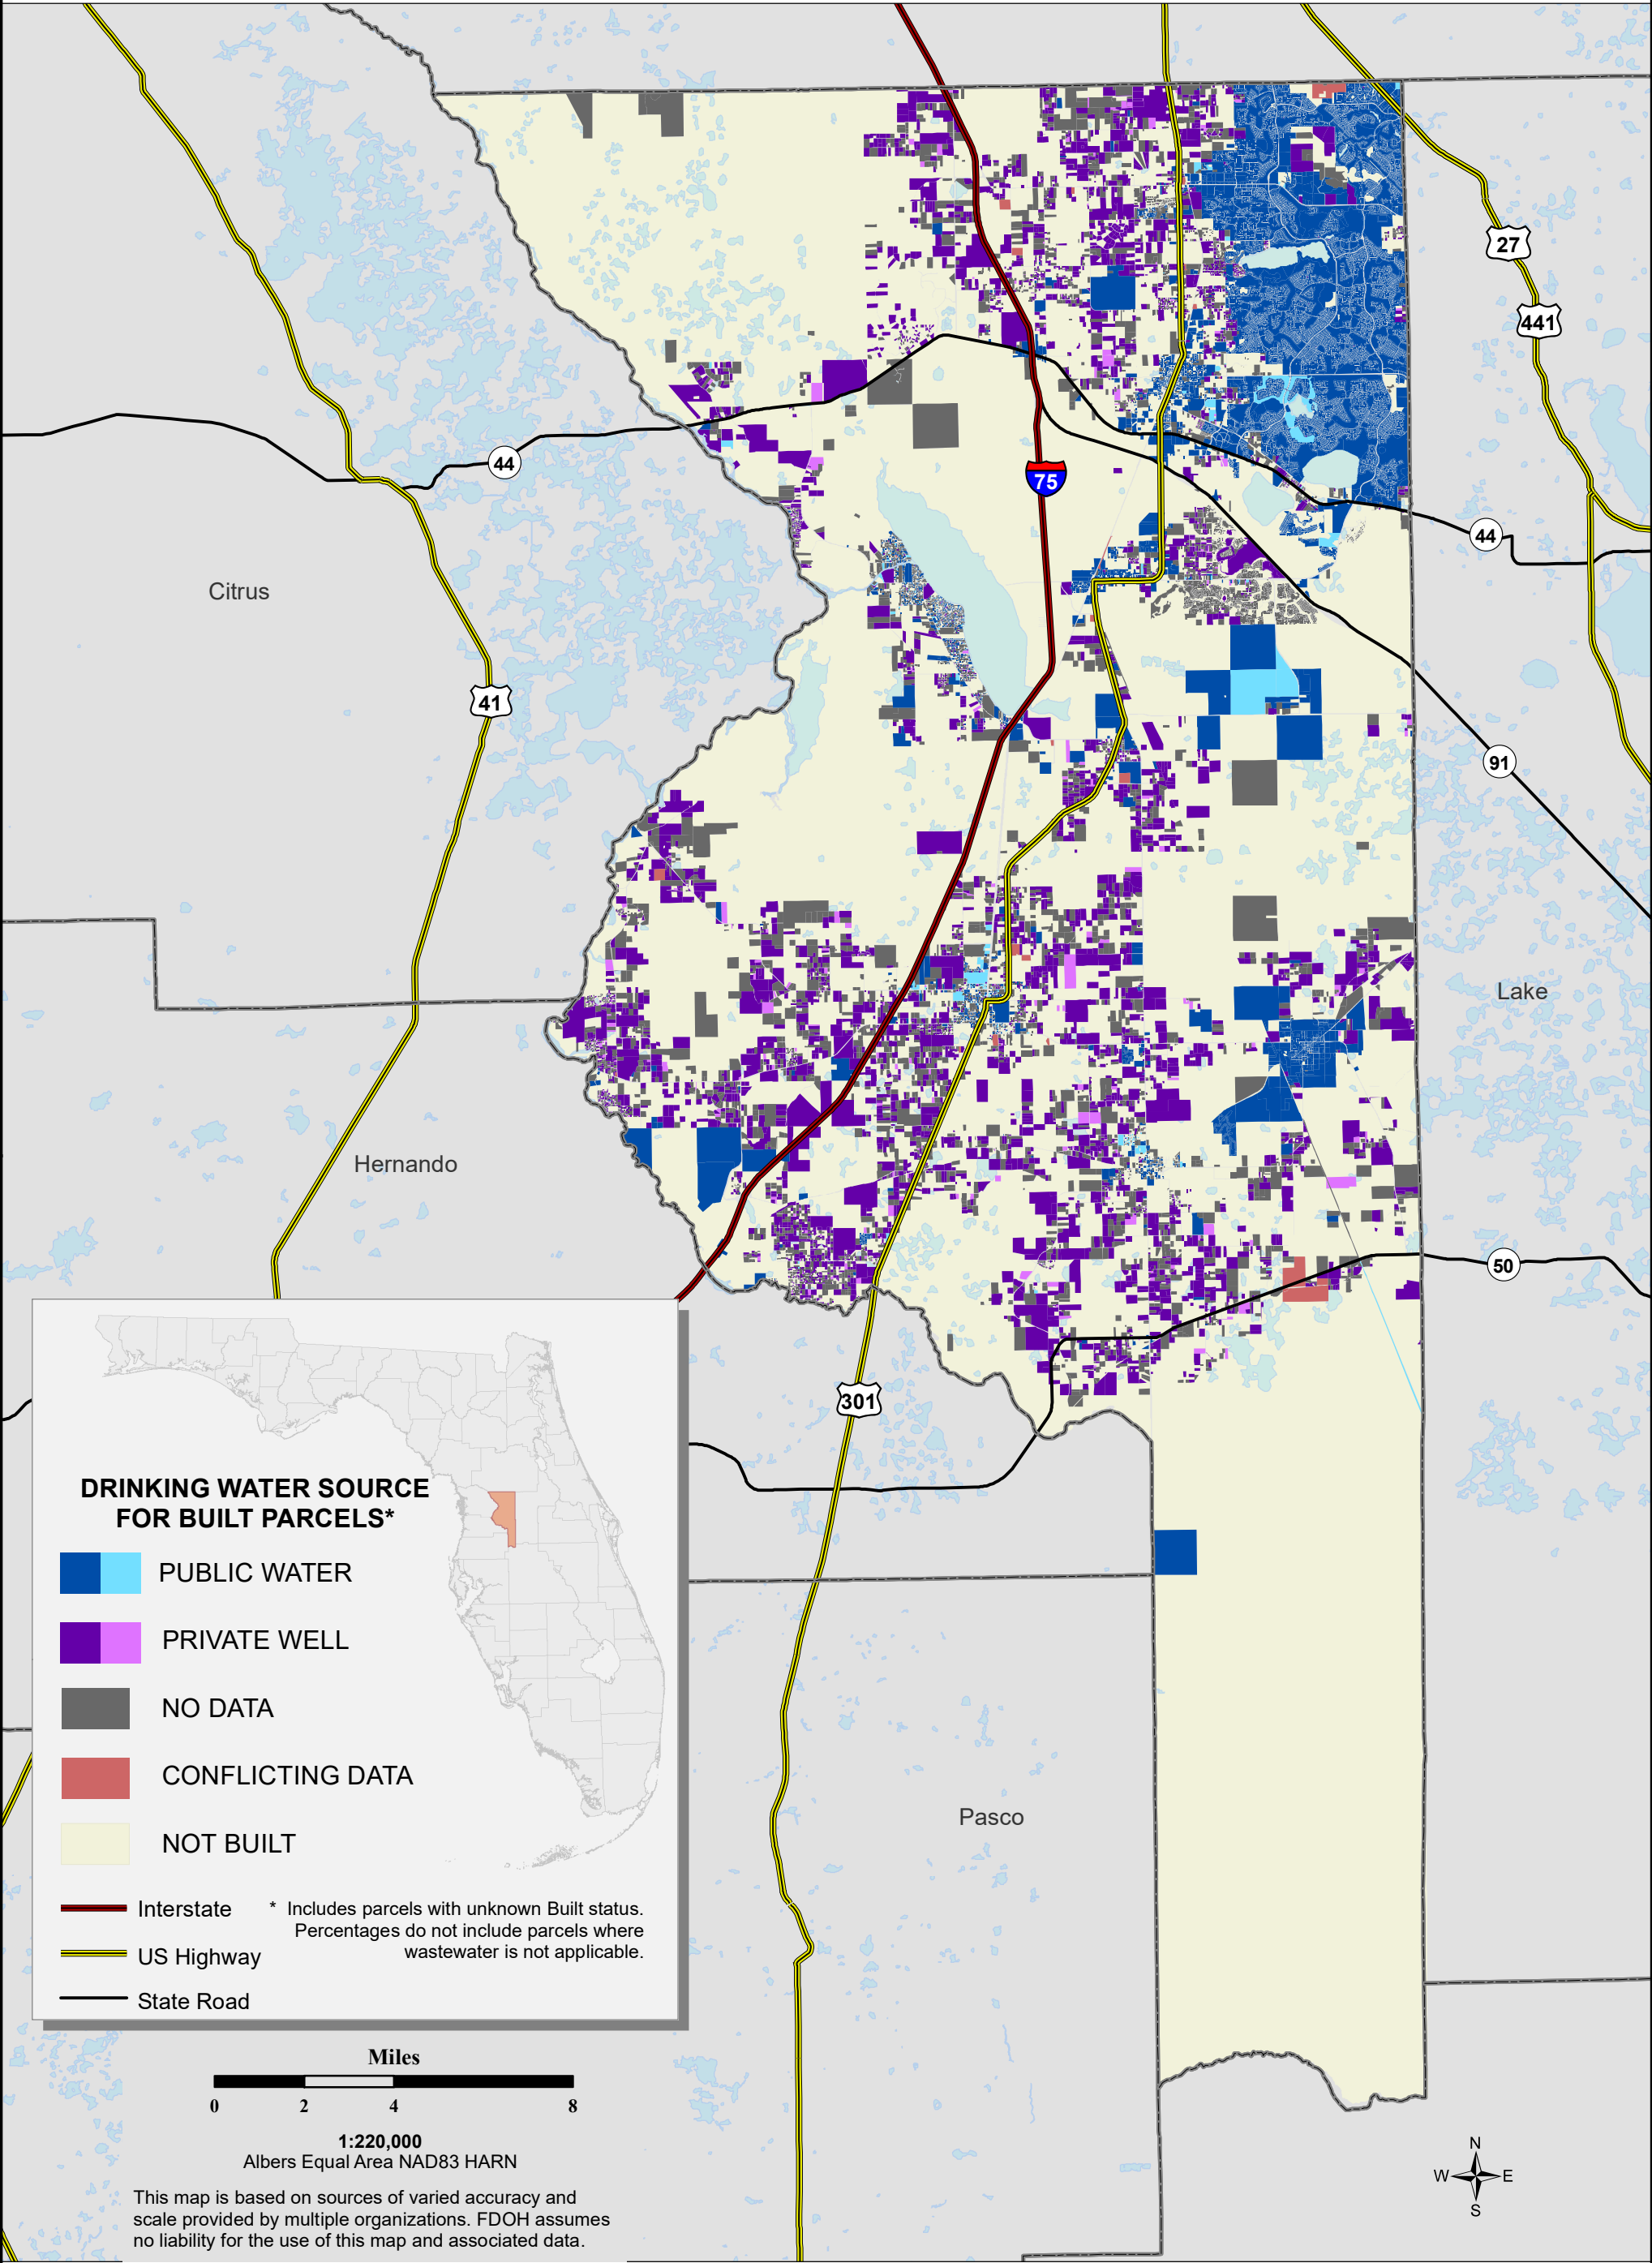 27
441
44
75
44
Citrus
41
91
Lake
Hernando
50
301
DRINKING WATER SOURCE
FOR BUILT PARCELS*
PUBLIC WATER
PRIVATE WELL
NO DATA
CONFLICTING DATA
NOT BUILT
Pasco
Interstate
US Highway
State Road
* Includes parcels with unknown Built status.
Percentages do not include parcels where
wastewater is not applicable.
Miles
0 2 4 8
1:220,000
Albers Equal Area NAD83 HARN
This map is based on sources of varied accuracy and
scale provided by multiple organizations. FDOH assumes
no liability for the use of this map and associated data.
N
W E
S